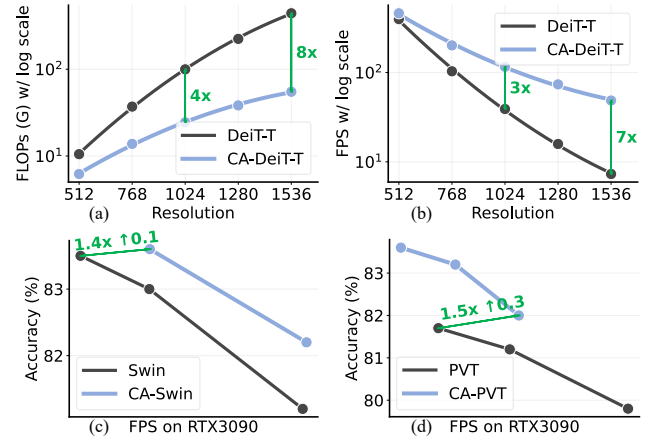 FLOPs (G) w/ log scale
10²
10¹
4x
8x
DeiT-T
CA-DeiT-T
512 768 1024 1280 1536
(a) Resolution
FPS w/ log scale
10²
10¹
DeiT-T
CA-DeiT-T
3x
7x
512 768 1024 1280 1536
(b) Resolution
Accuracy (%)
83
82
1.4x ↑0.1
Swin
CA-Swin
(c) FPS on RTX3090
Accuracy (%)
83
82
81
80
1.5x ↑0.3
PVT
CA-PVT
(d) FPS on RTX3090